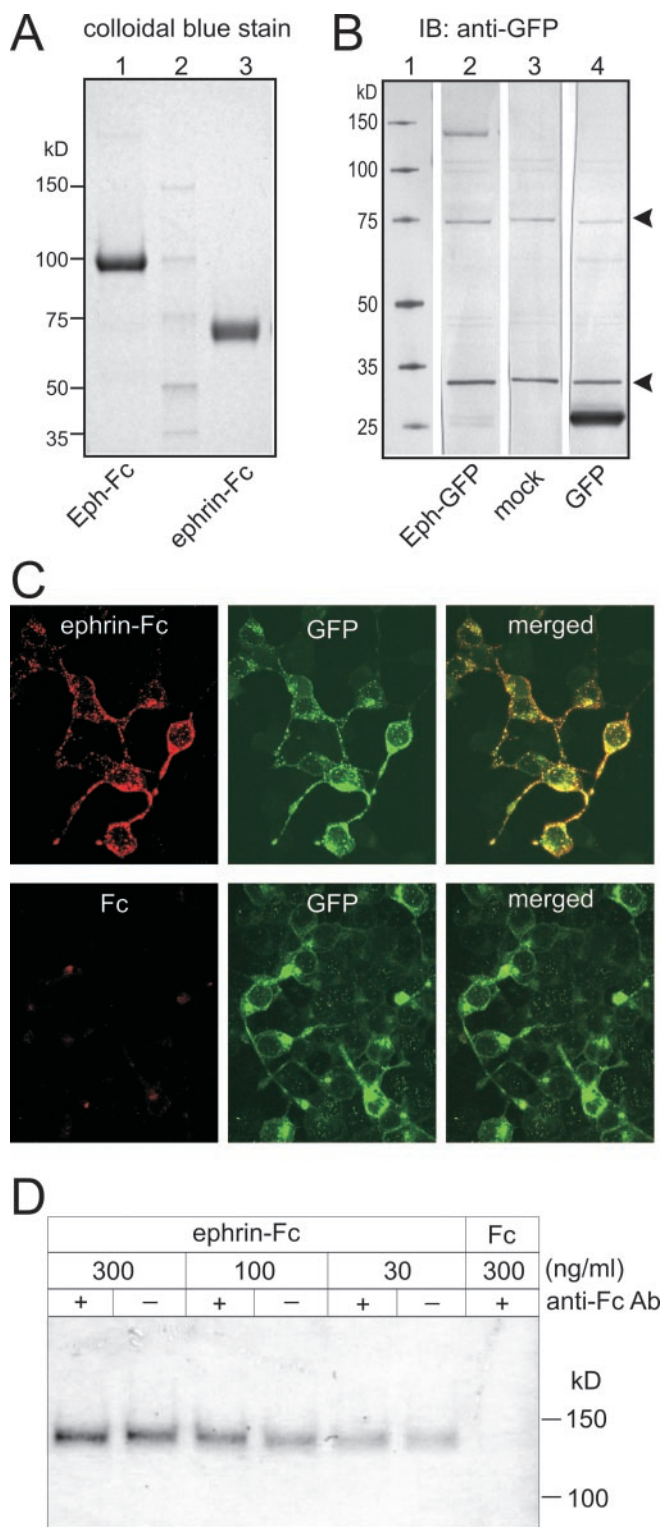 A
colloidal blue stain
1 2 3
kD
150
100
75
50
35
Eph-Fc
ephrin-Fc
B
IB: anti-GFP
1 2 3 4
kD
150
100
75
50
35
25
Eph-GFP
mock
GFP
C
ephrin-Fc GFP merged
Fc GFP merged
D
ephrin-Fc Fc
300 100 30 300 (ng/ml)
+ − + − + − + anti-Fc Ab
kD
150
100